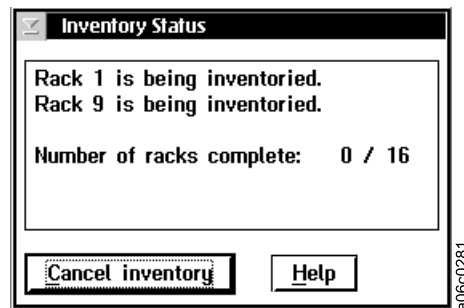 Inventory Status
Rack 1 is being inventoried.
Rack 9 is being inventoried.
Number of racks complete: 0 / 16
Cancel inventory
Help
a06c0281